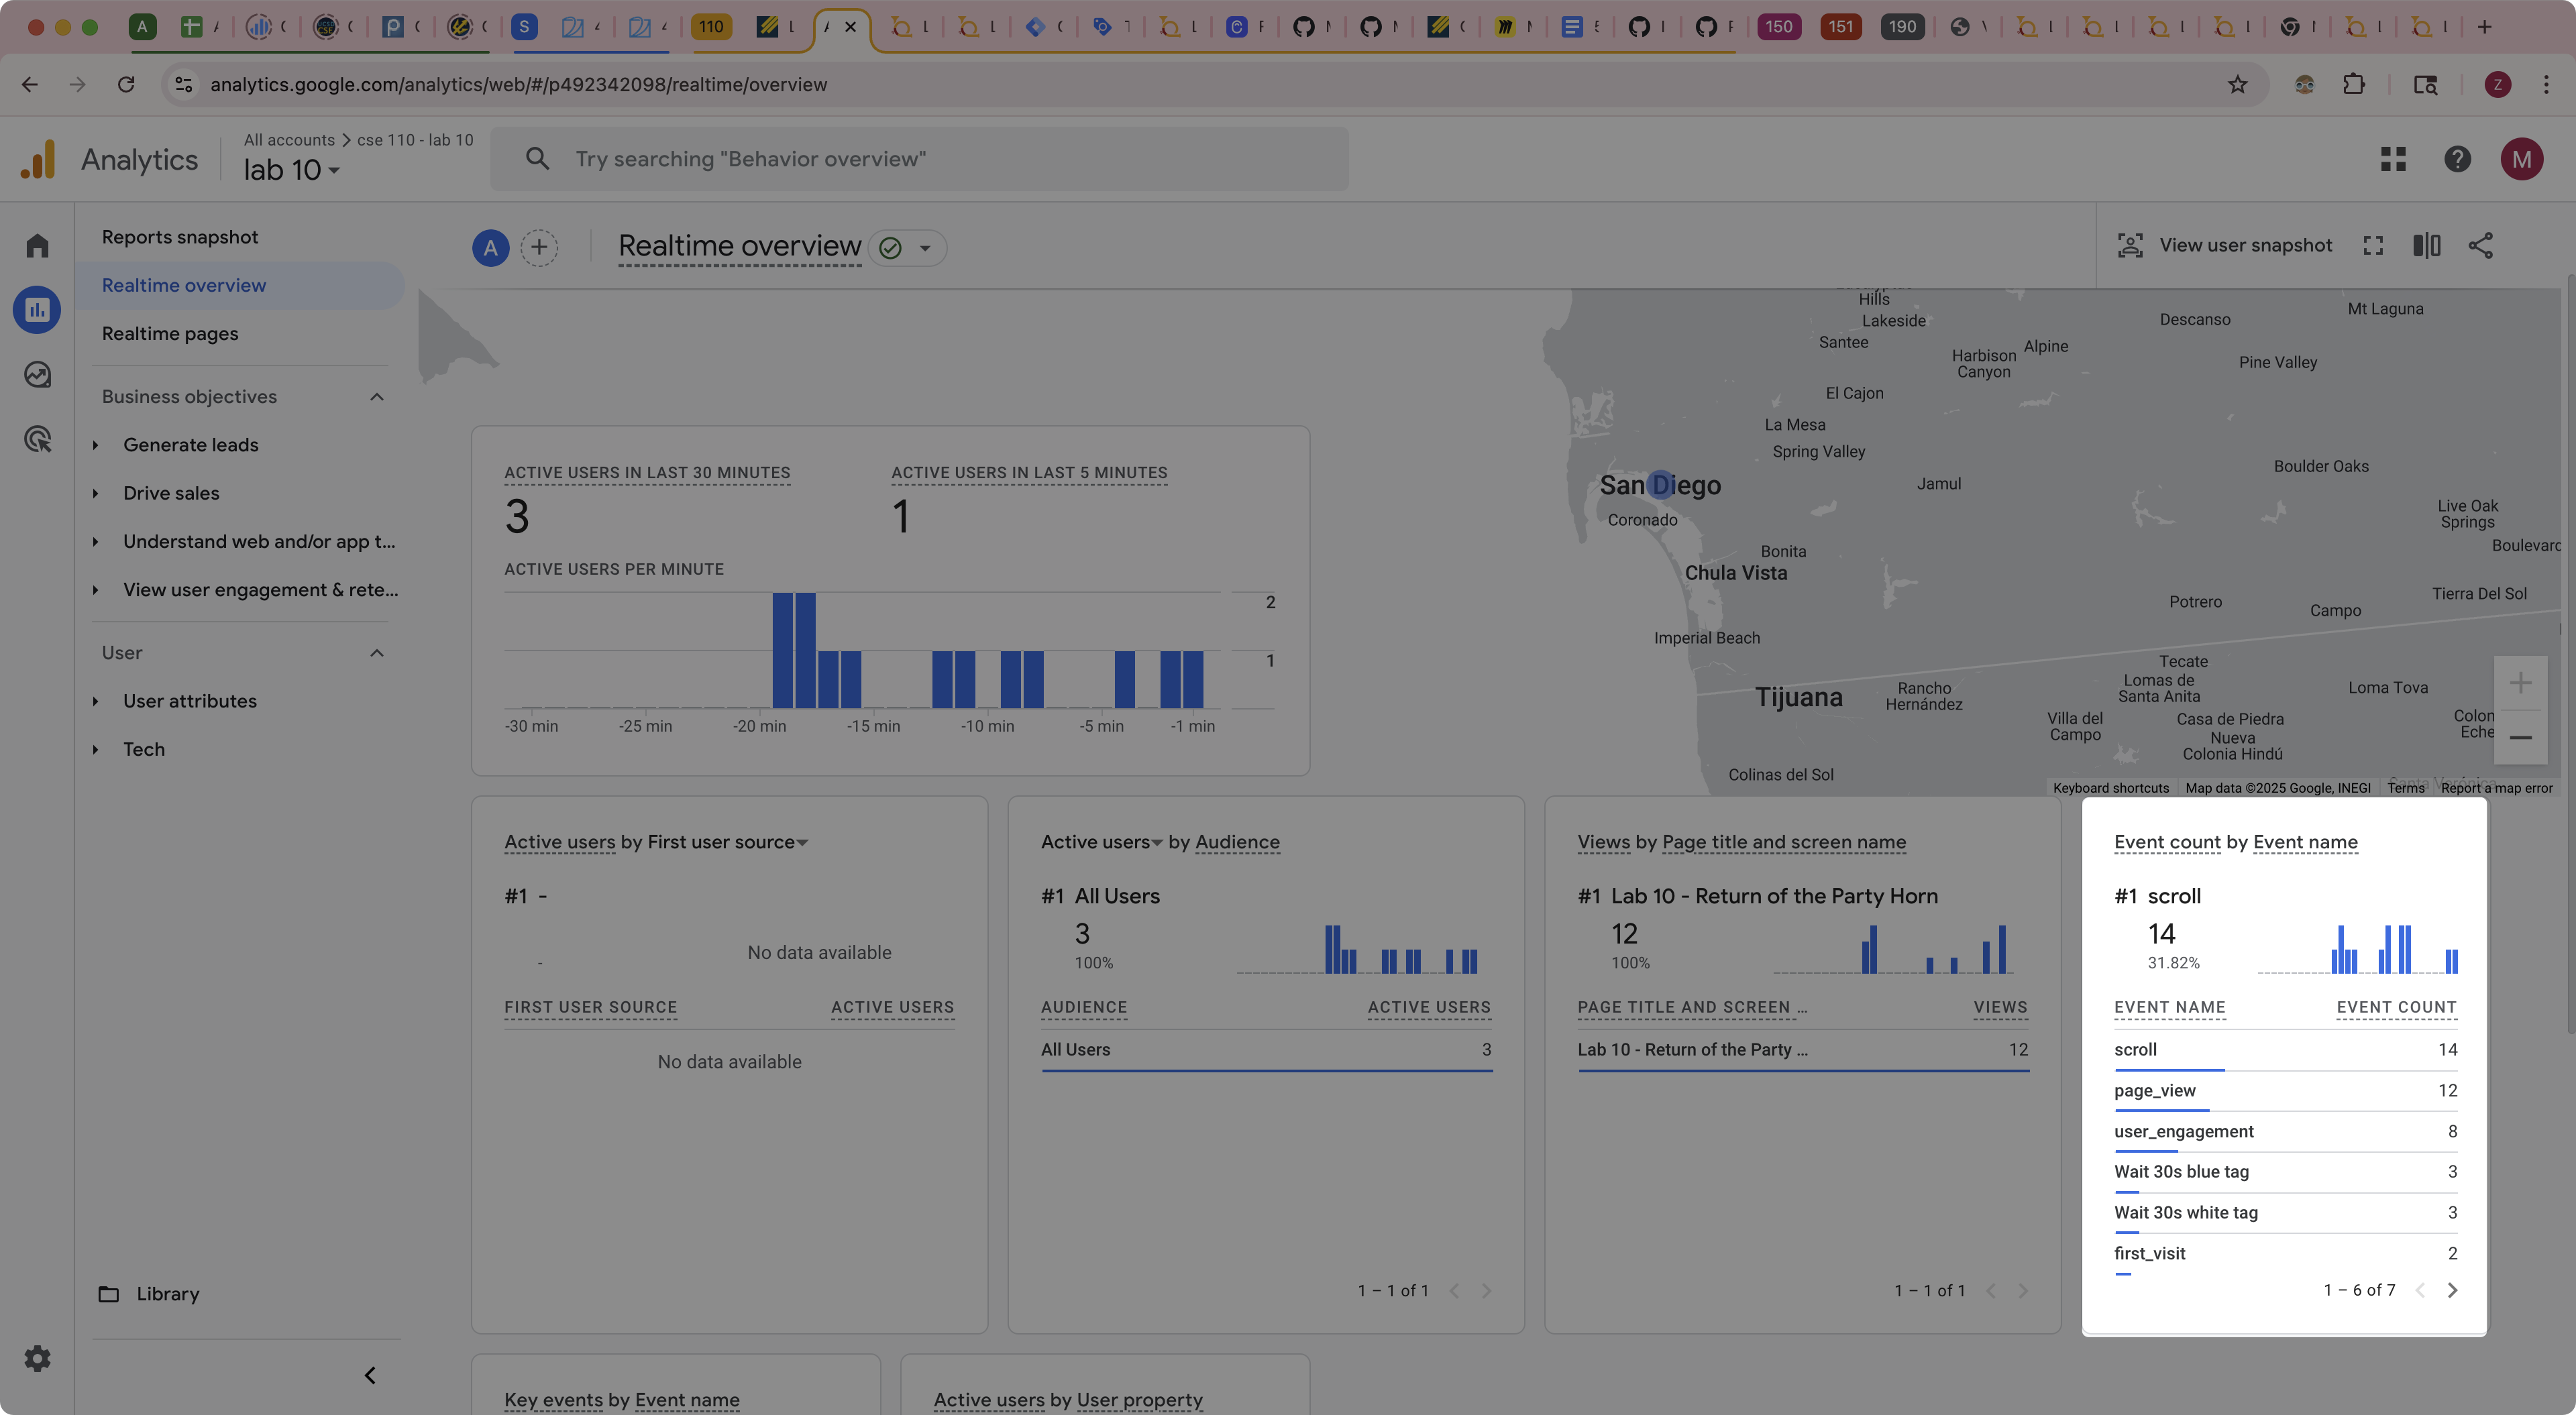 A
S
110
150
151
190
analytics.google.com/analytics/web/#/p492342098/realtime/overview
Z
Analytics
All accounts > cse 110 - lab 10
lab 10
Try searching "Behavior overview"
M
Reports snapshot
Realtime overview
Realtime pages
Business objectives
Generate leads
Drive sales
Understand web and/or app t...
View user engagement & rete...
User
User attributes
Tech
Library
A
Realtime overview
View user snapshot
ACTIVE USERS IN LAST 30 MINUTES
3
ACTIVE USERS IN LAST 5 MINUTES
1
ACTIVE USERS PER MINUTE
2
1
-30 min -25 min -20 min -15 min -10 min -5 min -1 min
Hills
Lakeside
Santee
Harbison
Canyon
Alpine
Descanso
Mt Laguna
Pine Valley
El Cajon
La Mesa
Spring Valley
San Diego
Coronado
Jamul
Boulder Oaks
Live Oak
Springs
Boulevard
Bonita
Chula Vista
Potrero
Campo
Tierra Del Sol
Imperial Beach
Tecate
Lomas de
Santa Anita
Loma Tova
Tijuana
Rancho
Hernández
Villa del
Campo
Casa de Piedra
Nueva
Colonia Hindú
Colon
Eche
Colinas del Sol
Keyboard shortcuts Map data ©2025 Google, INEGI Terms Report a map error
Active users by First user source
#1 -
-
No data available
FIRST USER SOURCE ACTIVE USERS
No data available
Active users by Audience
#1 All Users
3
100%
AUDIENCE ACTIVE USERS
All Users 3
1 – 1 of 1
Views by Page title and screen name
#1 Lab 10 - Return of the Party Horn
12
100%
PAGE TITLE AND SCREEN ... VIEWS
Lab 10 - Return of the Party ... 12
1 – 1 of 1
Event count by Event name
#1 scroll
14
31.82%
EVENT NAME EVENT COUNT
scroll 14
page_view 12
user_engagement 8
Wait 30s blue tag 3
Wait 30s white tag 3
first_visit 2
1 – 6 of 7
Key events by Event name
Active users by User property